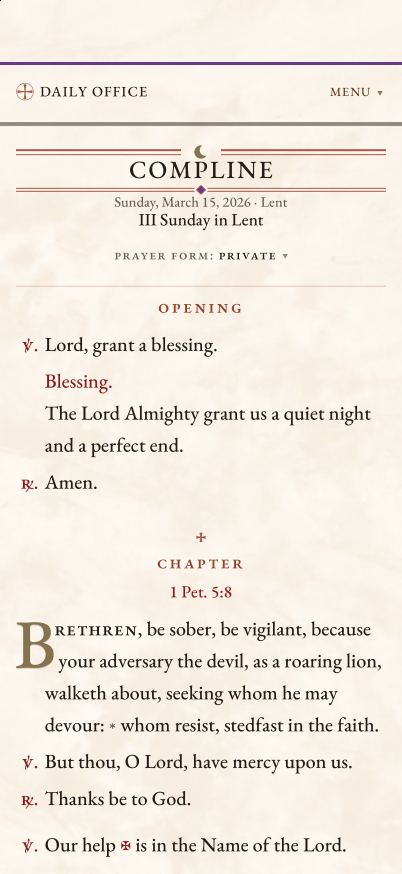 DAILY OFFICE
MENU ▾
COMPLINE
Sunday, March 15, 2026 · Lent
III Sunday in Lent
PRAYER FORM: PRIVATE ▾
OPENING
℣. Lord, grant a blessing.
Blessing.
The Lord Almighty grant us a quiet night
and a perfect end.
℟. Amen.
✢
CHAPTER
1 Pet. 5:8
BRETHREN, be sober, be vigilant, because
your adversary the devil, as a roaring lion,
walketh about, seeking whom he may
devour: * whom resist, stedfast in the faith.
℣. But thou, O Lord, have mercy upon us.
℟. Thanks be to God.
℣. Our help ✠ is in the Name of the Lord.